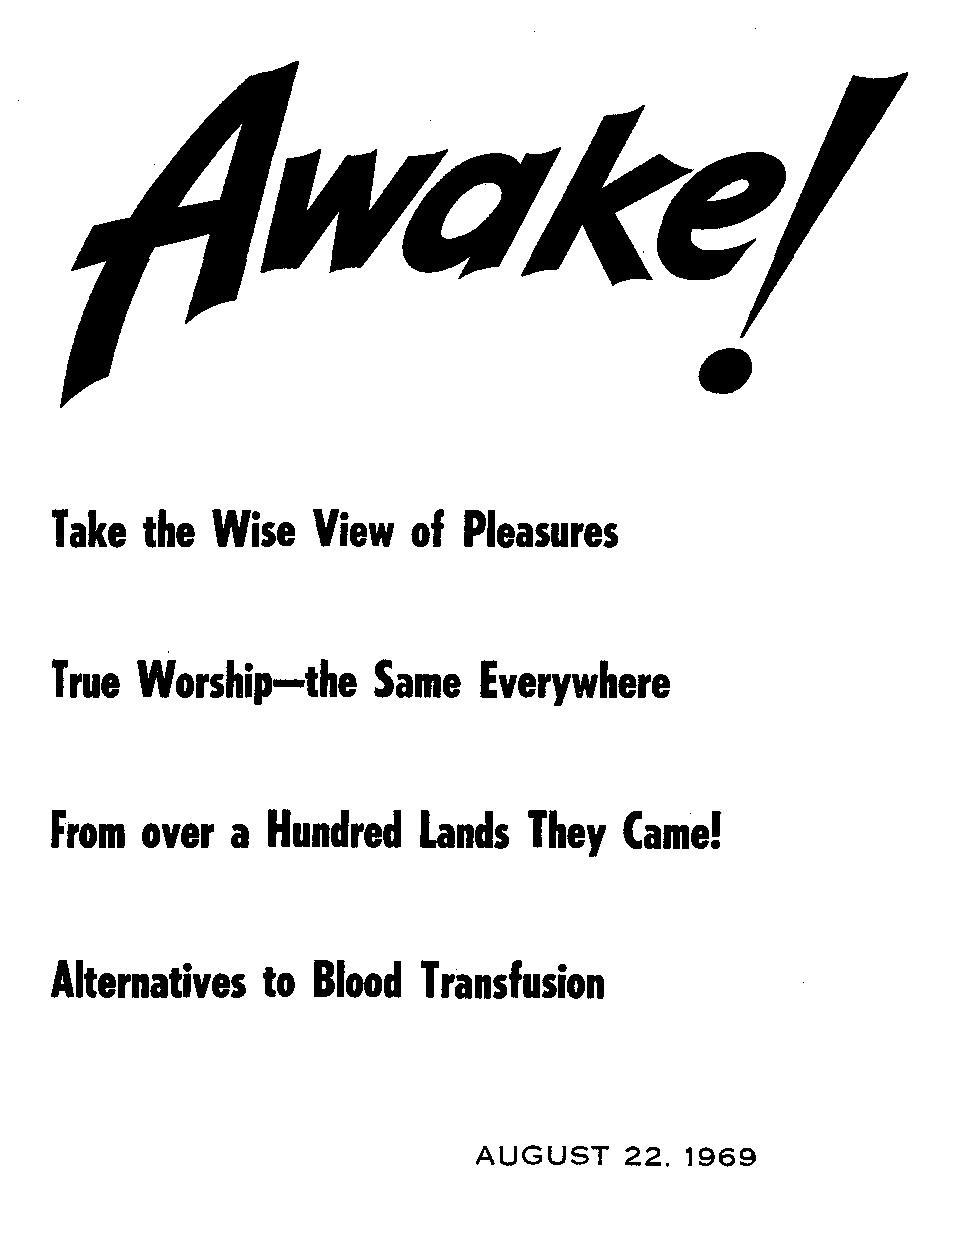 Awake!
Take the Wise View of Pleasures
True Worship—the Same Everywhere
From over a Hundred Lands They Came!
Alternatives to Blood Transfusion
AUGUST 22, 1969